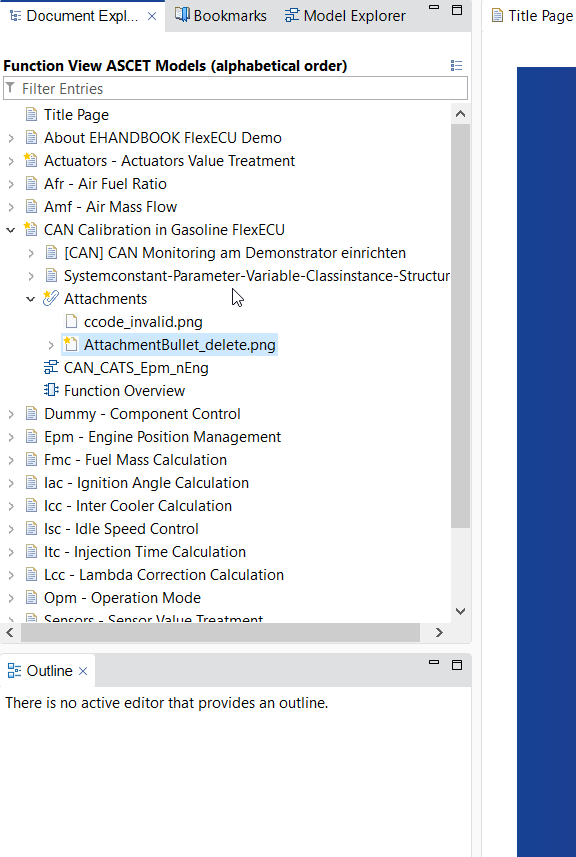 Document Expl...
Bookmarks
Model Explorer
Title Page
Function View ASCET Models (alphabetical order)
Filter Entries
Title Page
About EHANDBOOK FlexECU Demo
Actuators - Actuators Value Treatment
Afr - Air Fuel Ratio
Amf - Air Mass Flow
CAN Calibration in Gasoline FlexECU
[CAN] CAN Monitoring am Demonstrator einrichten
Systemconstant-Parameter-Variable-Classinstance-Structur
Attachments
ccode_invalid.png
AttachmentBullet_delete.png
CAN_CATS_Epm_nEng
Function Overview
Dummy - Component Control
Epm - Engine Position Management
Fmc - Fuel Mass Calculation
Iac - Ignition Angle Calculation
Icc - Inter Cooler Calculation
Isc - Idle Speed Control
Itc - Injection Time Calculation
Lcc - Lambda Correction Calculation
Opm - Operation Mode
Sensors - Sensor Value Treatment
Outline
There is no active editor that provides an outline.